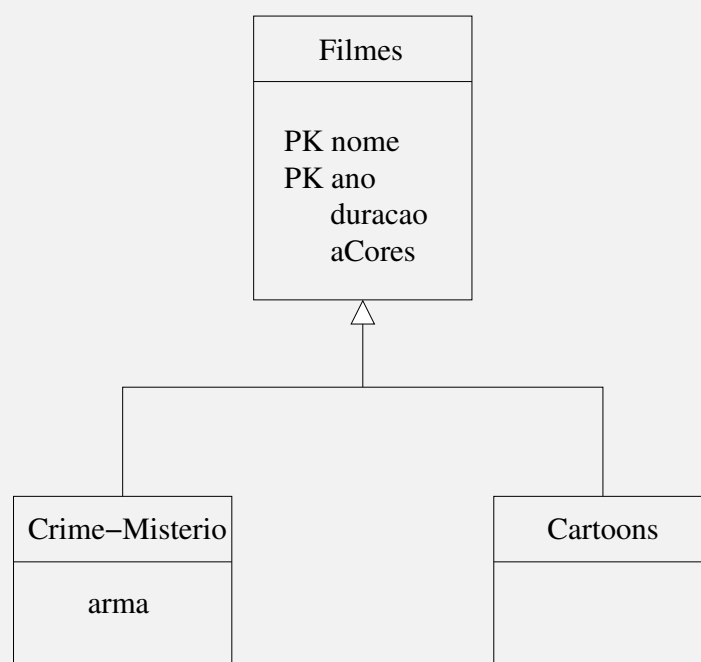 Filmes
PK nome
PK ano
duracao
aCores
Crime−Misterio
arma
Cartoons